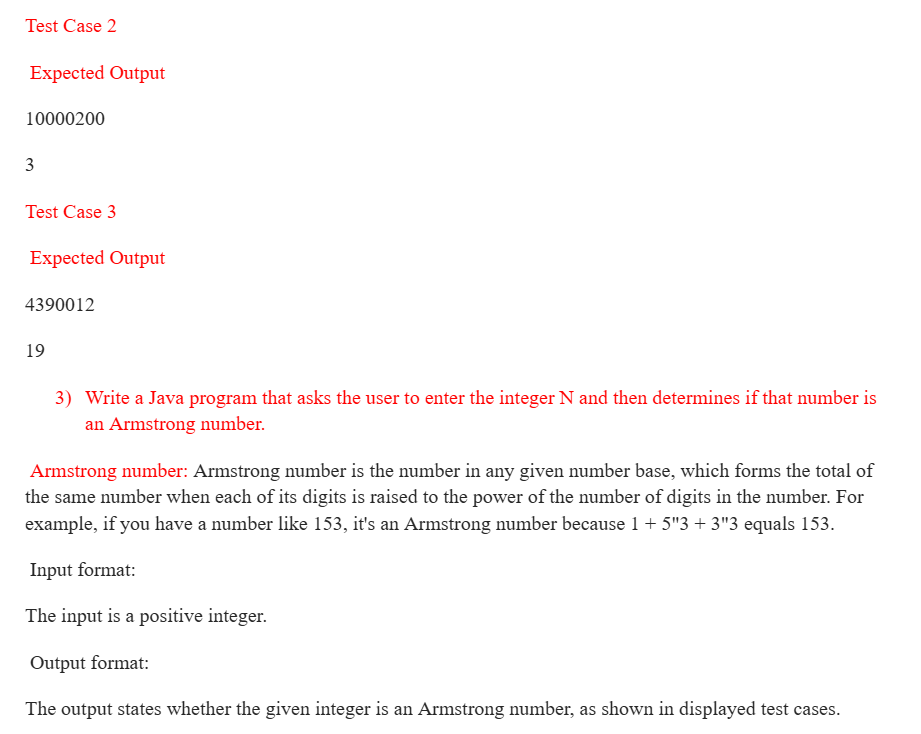 Test Case 2
Expected Output
10000200
3
Test Case 3
Expected Output
4390012
19
3) Write a Java program that asks the user to enter the integer N and then determines if that number is
an Armstrong number.
Armstrong number: Armstrong number is the number in any given number base, which forms the total of
the same number when each of its digits is raised to the power of the number of digits in the number. For
example, if you have a number like 153, it's an Armstrong number because 1 + 5"3 + 3"3 equals 153.
Input format:
The input is a positive integer.
Output format:
The output states whether the given integer is an Armstrong number, as shown in displayed test cases.